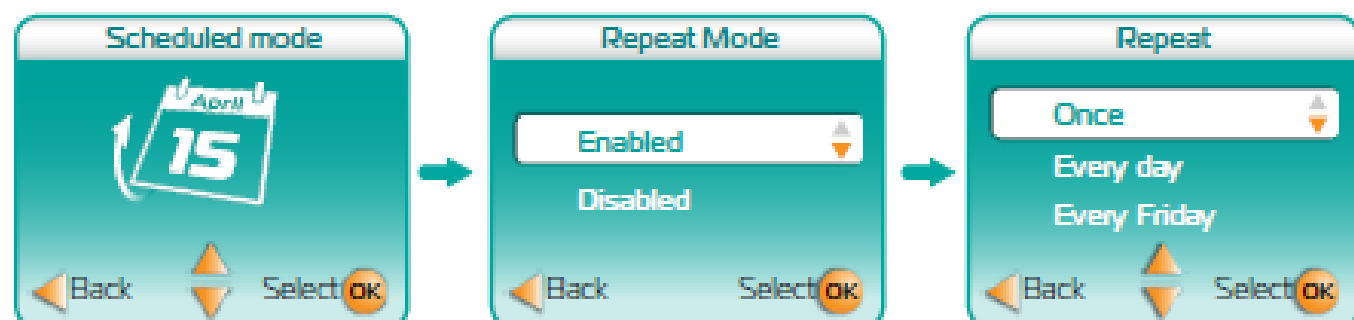 Scheduled mode
April
15
Back
Select OK
Repeat Mode
Enabled
Disabled
Back
Select OK
Repeat
Once
Every day
Every Friday
Back
Select OK